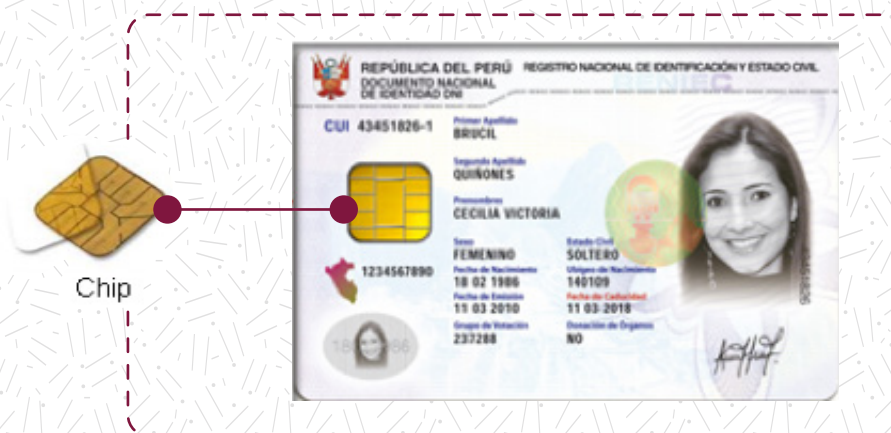 REPÚBLICA DEL PERÚ REGISTRO NACIONAL DE IDENTIFICACIÓN Y ESTADO CIVIL
DOCUMENTO NACIONAL
DE IDENTIDAD DNI
RENIEC
CUI 43451826-1
Primer Apellido
BRUCIL
Segundo Apellido
QUIÑONES
Prenombres
CECILIA VICTORIA
Sexo Estado Civil
FEMENINO SOLTERO
1234567890
Fecha de Nacimiento Ubigeo de Nacimiento
18 02 1986 140109
Fecha de Emisión Fecha de Caducidad
11 03 2010 11 03 2018
Grupo de Votación Donación de Órganos
237288 NO
Chip